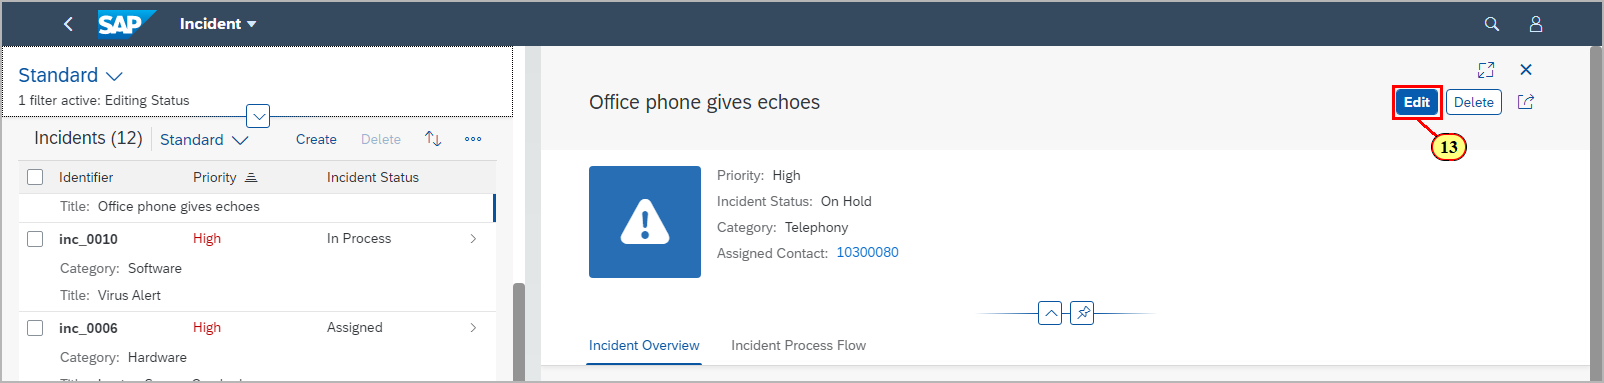 SAP Incident
Standard
1 filter active: Editing Status
Incidents (12) Standard Create Delete
Identifier Priority Incident Status
Title: Office phone gives echoes
inc_0010 High In Process
Category: Software
Title: Virus Alert
inc_0006 High Assigned
Category: Hardware
Office phone gives echoes
Edit Delete
13
Priority: High
Incident Status: On Hold
Category: Telephony
Assigned Contact: 10300080
Incident Overview Incident Process Flow